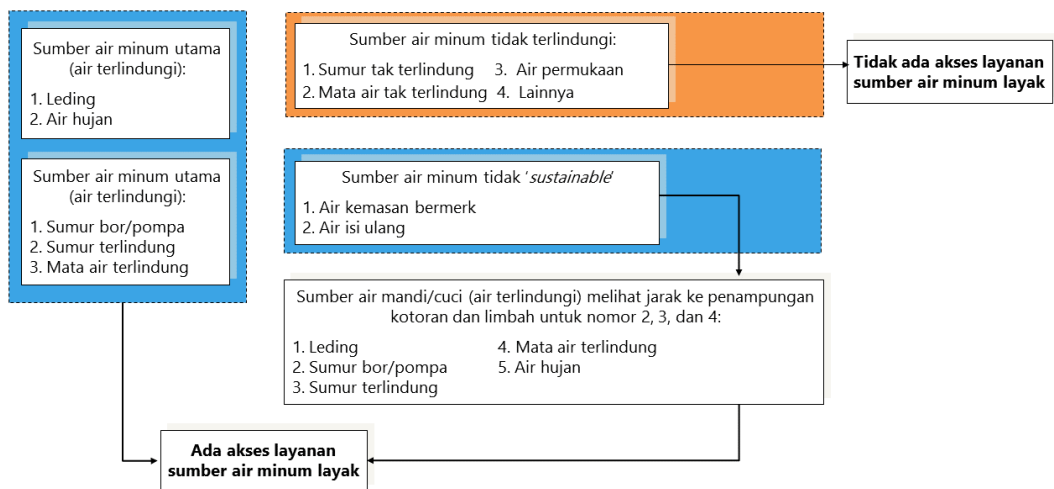 Sumber air minum utama
(air terlindungi):
1. Leding
2. Air hujan
Sumber air minum utama
(air terlindungi):
1. Sumur bor/pompa
2. Sumur terlindung
3. Mata air terlindung
Sumber air minum tidak terlindungi:
1. Sumur tak terlindung 3. Air permukaan
2. Mata air tak terlindung 4. Lainnya
Tidak ada akses layanan
sumber air minum layak
Sumber air minum tidak 'sustainable'
1. Air kemasan bermerk
2. Air isi ulang
Sumber air mandi/cuci (air terlindungi) melihat jarak ke penampungan
kotoran dan limbah untuk nomor 2, 3, dan 4:
1. Leding 4. Mata air terlindung
2. Sumur bor/pompa 5. Air hujan
3. Sumur terlindung
Ada akses layanan
sumber air minum layak